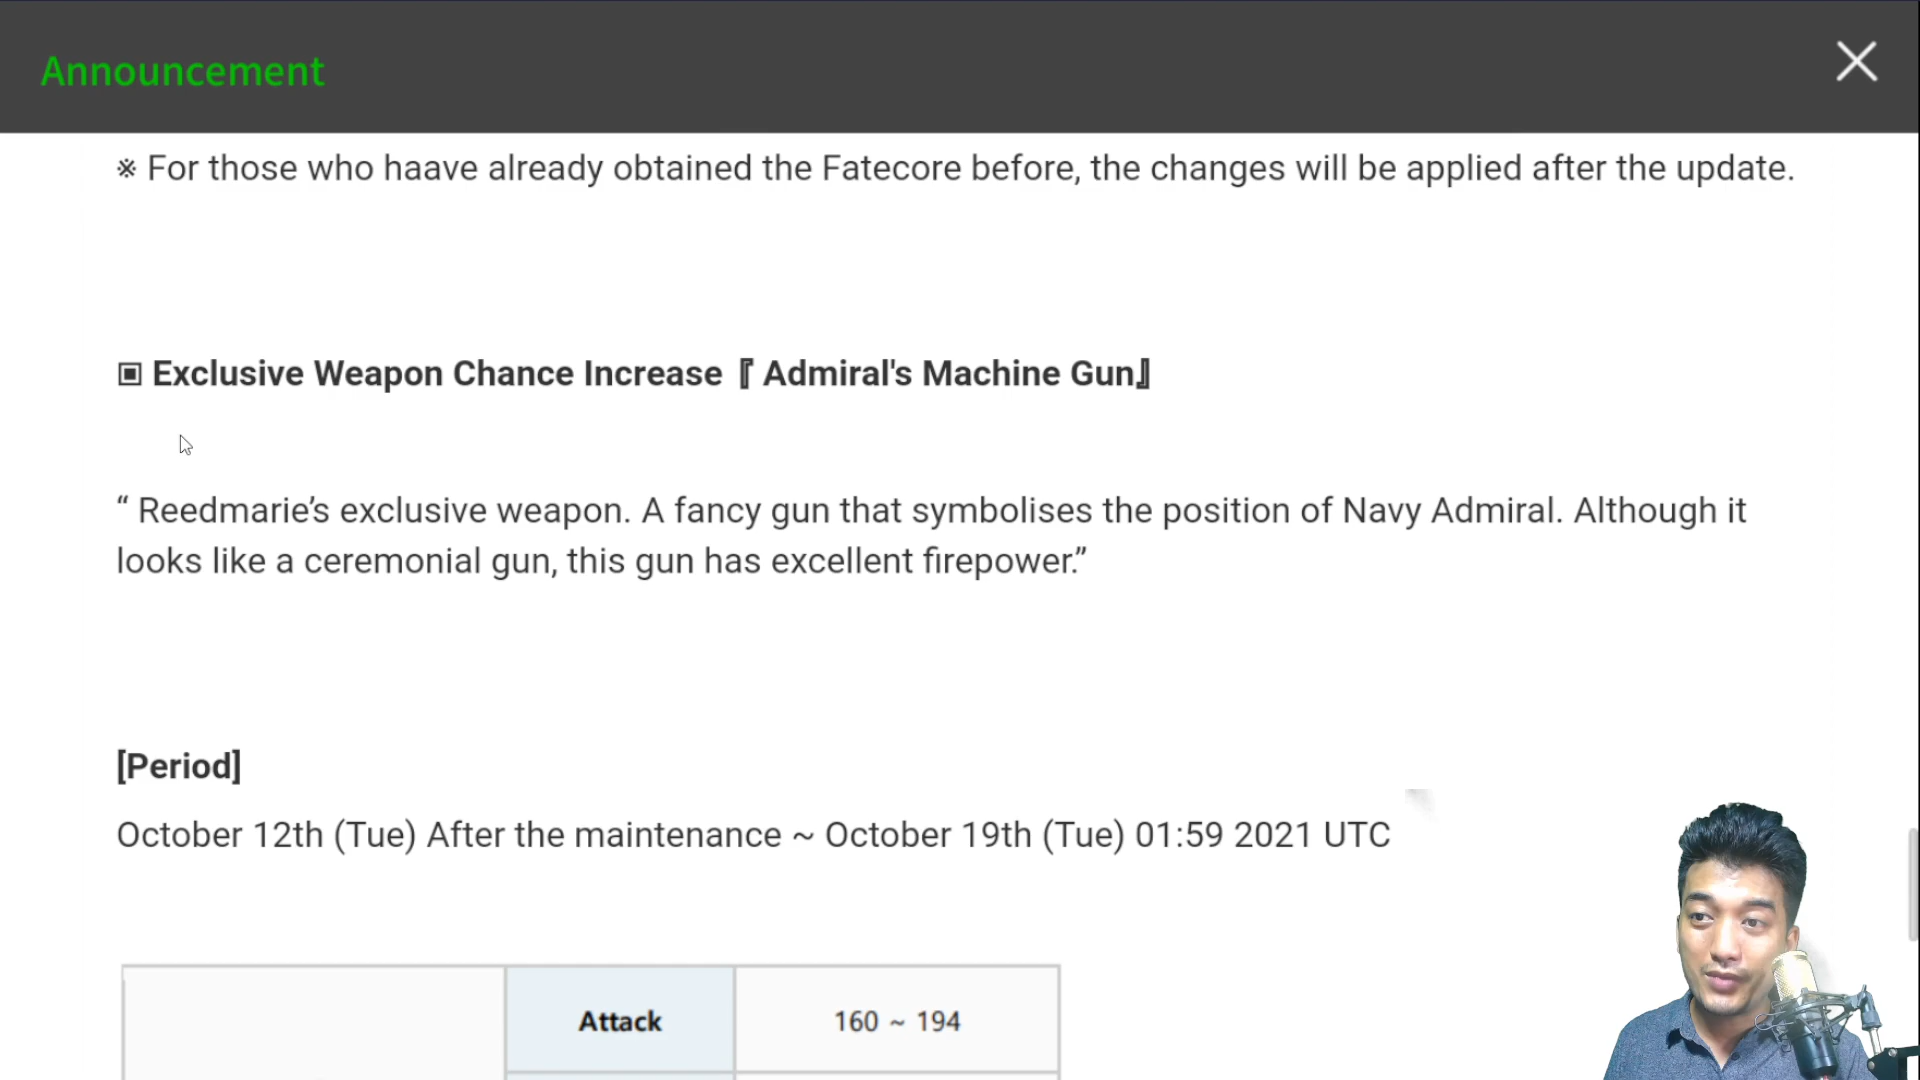 Announcement
※ For those who haave already obtained the Fatecore before, the changes will be applied after the update.
▣ Exclusive Weapon Chance Increase『 Admiral's Machine Gun』
“ Reedmarie’s exclusive weapon. A fancy gun that symbolises the position of Navy Admiral. Although it
looks like a ceremonial gun, this gun has excellent firepower.”
[Period]
October 12th (Tue) After the maintenance ~ October 19th (Tue) 01:59 2021 UTC
Attack 160 ~ 194